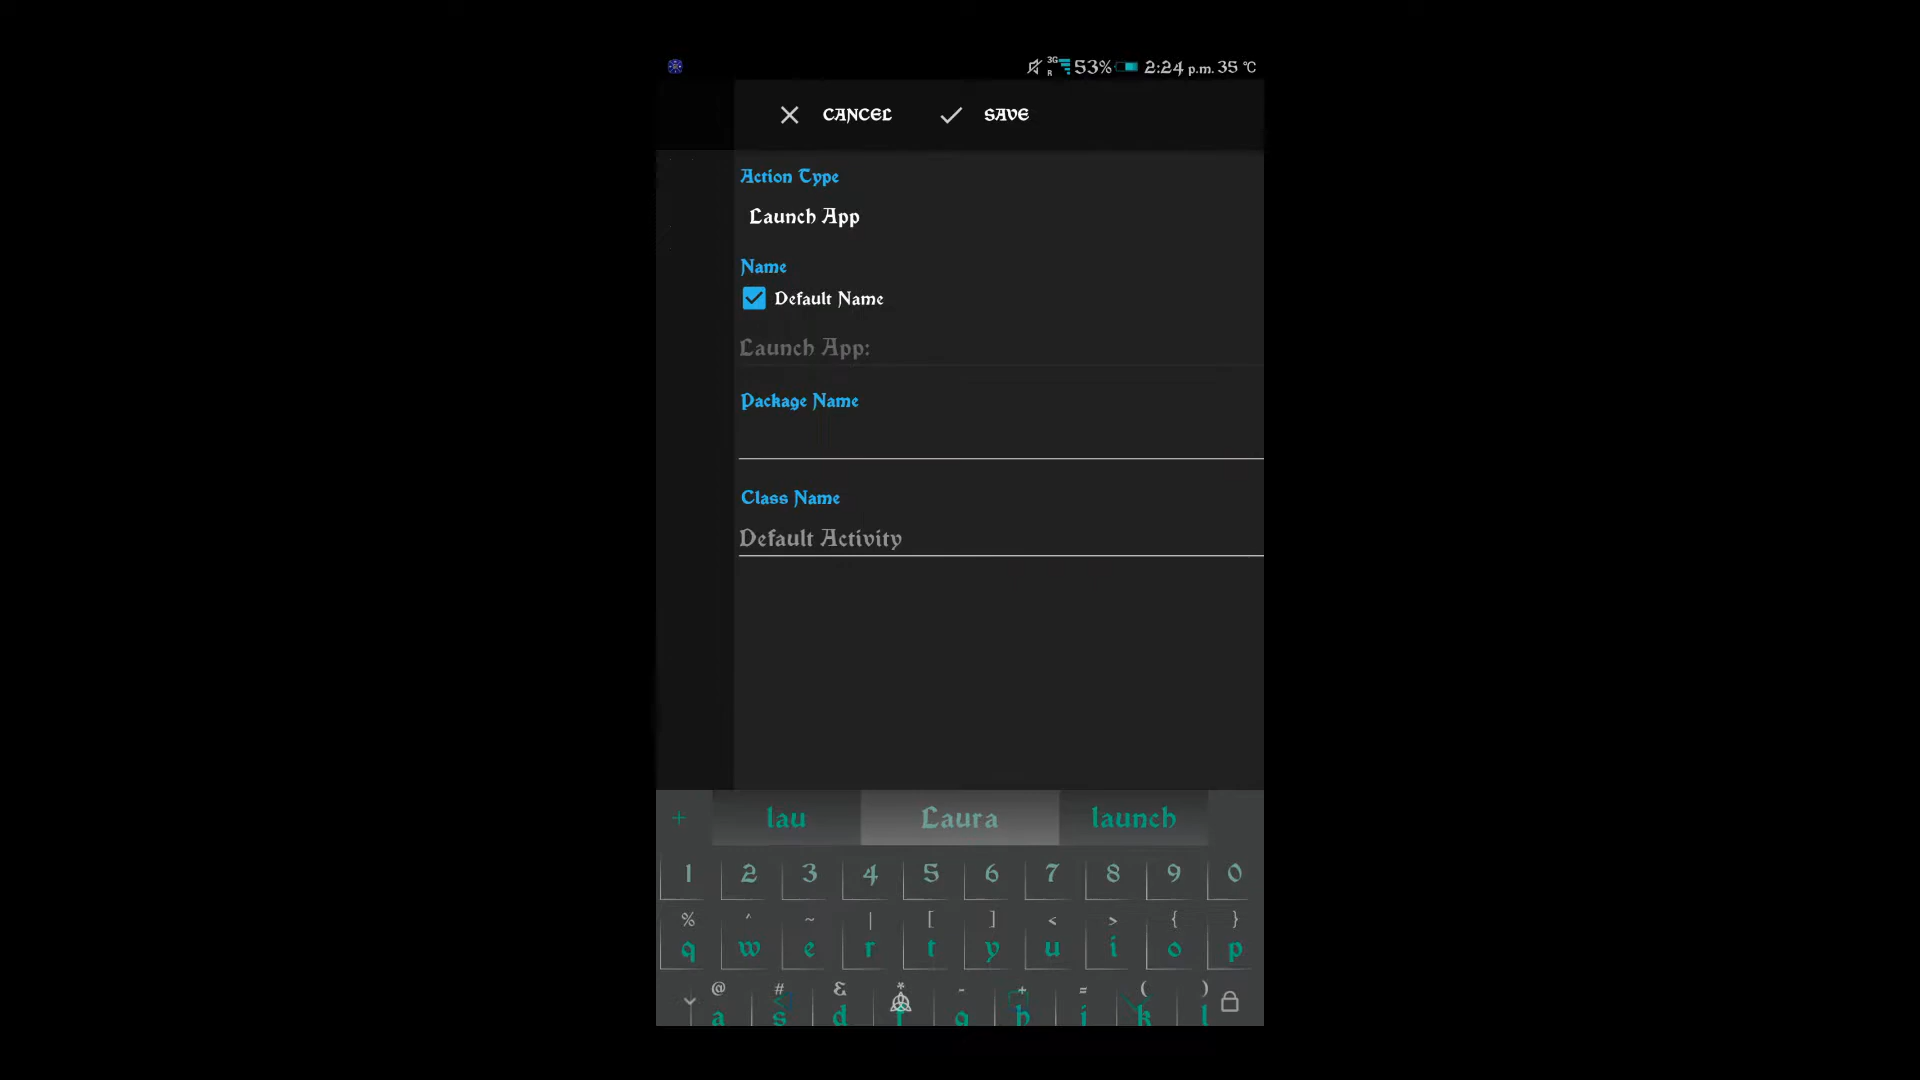 3G R 53% 2:24 p.m. 35 ℃
CANCEL SAVE
Action Type
Launch App
Name
Default Name
Launch App:
Package Name
Class Name
Default Activity
+ lau Laura launch
1 2 3 4 5 6 7 8 9 0
% ^ ~ | [ ] < > { }
q w e r t y u i o p
@ # & * - + = ( )
a s d f g h j k l